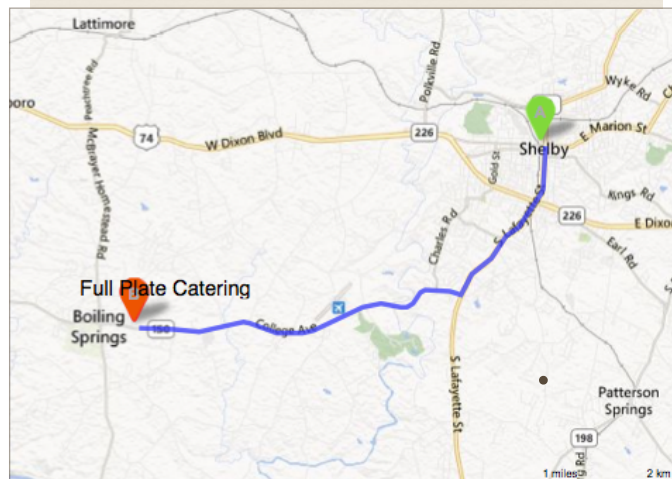 Lattimore
Wyke Rd
Polkville Rd
Peachtree Rd
A
boro
74
W Dixon Blvd
226
E Marion St
Shelby
Gold St
McBrayer Homestead Rd
Kings Rd
226
E Dixon
Earl Rd
Charles Rd
S Lafayette St
Full Plate Catering
B
Boiling
Springs
150
College Ave
S Lafayette St
Patterson
Springs
198
1 miles
2 km